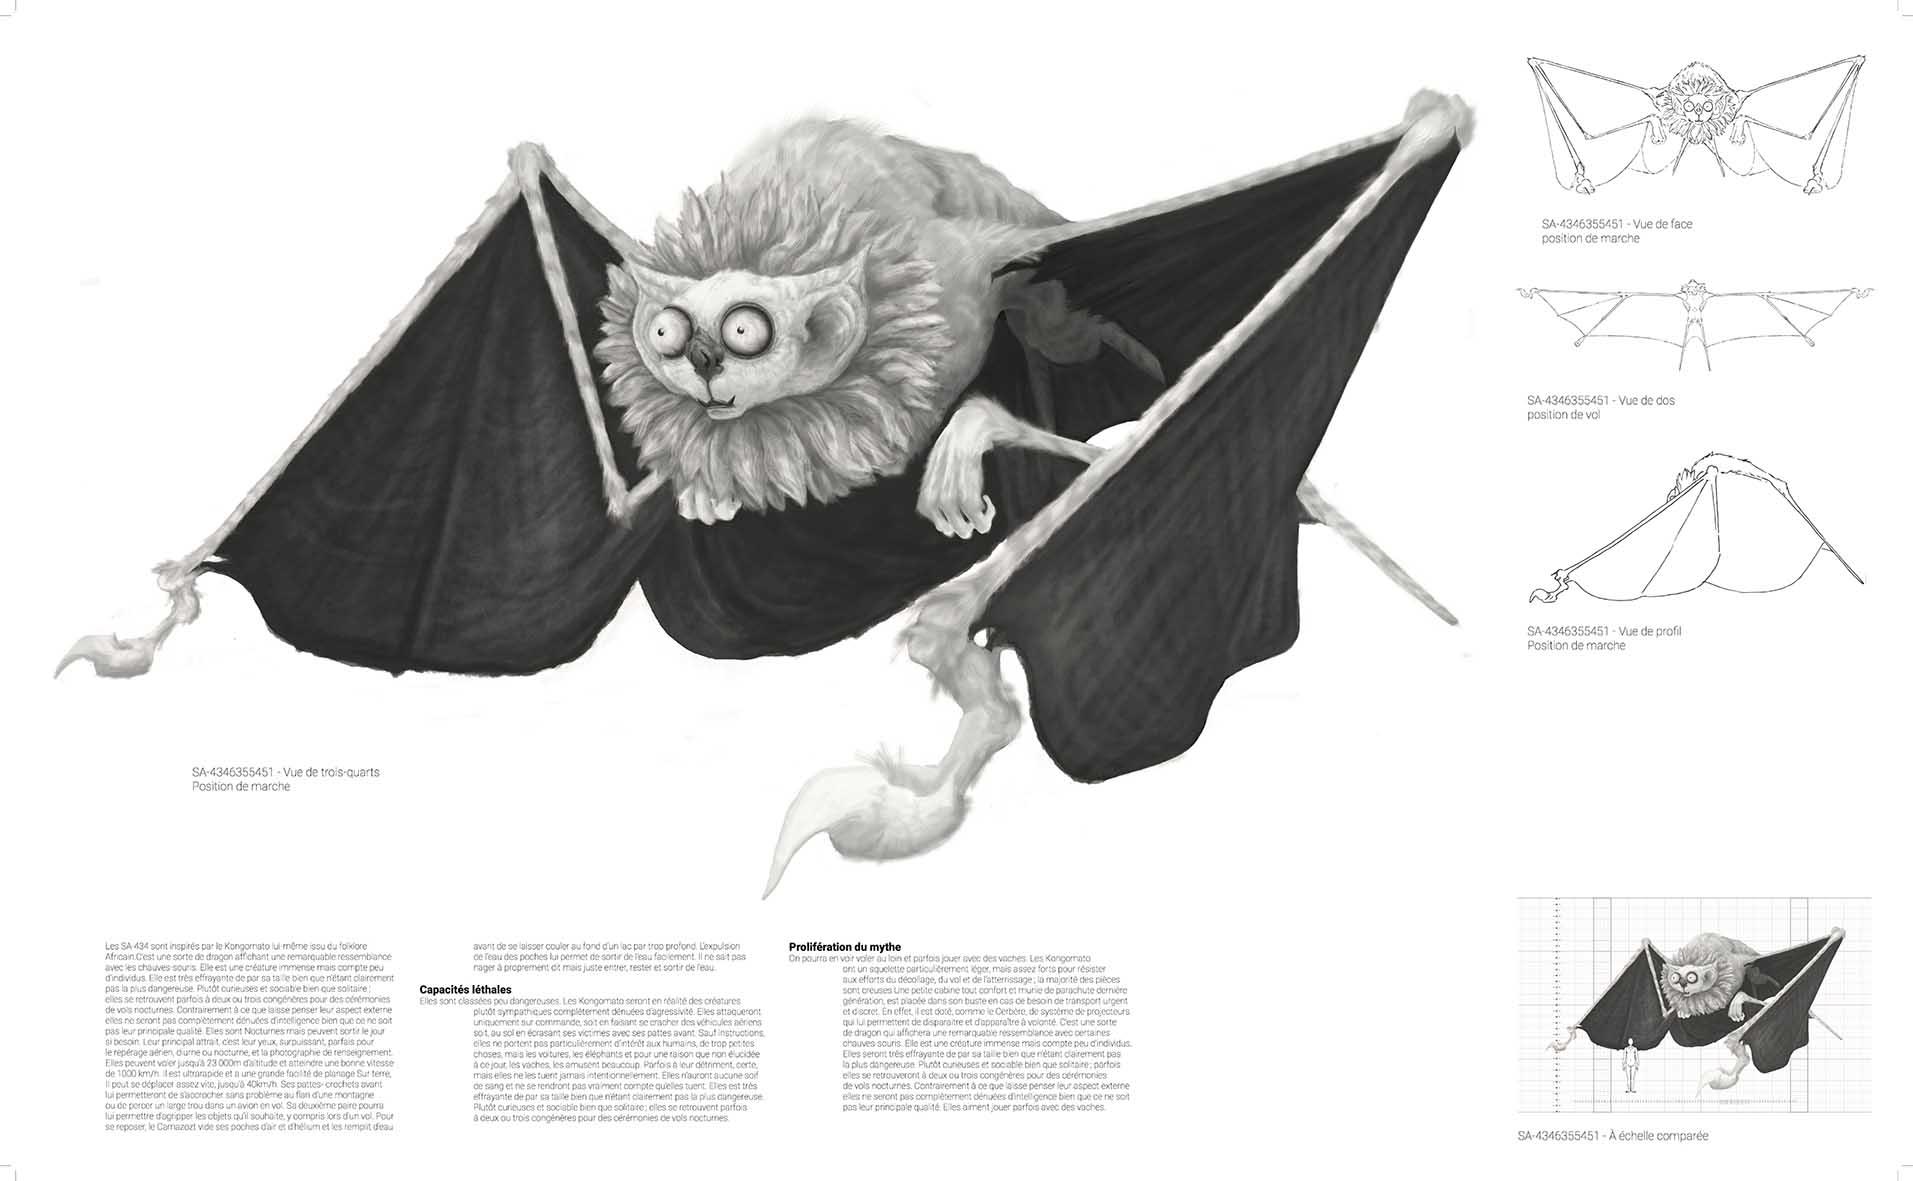 SA-4346355451 - Vue de face
position de marche
SA-4346355451 - Vue de dos
position de vol
SA-4346355451 - Vue de profil
Position de marche
SA-4346355451 - Vue de trois-quarts
Position de marche
Les SA-434 sont inspirés par le Kongomato lui-même issu du folklore
Africain.C'est une sorte de dragon affichant une remarquable ressemblance
avec les chauves-souris. Elle est une créature immense mais compte peu
d'individus. Elle est très effrayante de par sa taille bien que n'étant clairement
pas la plus dangereuse. Plutôt curieuses et sociable bien que solitaire ;
elles se retrouvent parfois à deux ou trois congénères pour des cérémonies
de vols nocturnes. Contrairement à ce que laisse penser leur aspect externe
elles ne seront pas complètement dénuées d'intelligence bien que ce ne soit
pas leur principale qualité. Elles sont Nocturnes mais peuvent sortir le jour
si besoin. Leur principal attrait, c'est leur yeux, surpuissant, parfais pour
le repérage aérien, diurne ou nocturne, et la photographie de renseignement.
Elles peuvent voler jusqu'à 23 000m d'altitude et atteindre une bonne vitesse
de 1000 km/h. Il est ultrarapide et a une grande facilité de planage Sur terre,
Il peut se déplacer assez vite, jusqu'à 40km/h. Ses pattes- crochets avant
lui permetteront de s'accrocher sans problème au flan d'une montagne
ou de percer un large trou dans un avion en vol. Sa deuxième paire pourra
lui permettre d'agripper les objets qu'il souhaite, y compris lors d'un vol. Pour
se reposer, le Camazozt vide ses poches d'air et d'hélium et les remplit d'eau
avant de se laisser couler au fond d'un lac par trop profond. L'expulsion
de l'eau des poches lui permet de sortir de l'eau facilement. Il ne sait pas
nager à proprement dit mais juste entrer, rester et sortir de l'eau.
Capacités léthales
Elles sont classées peu dangereuses. Les Kongomato seront en réalité des créatures
plutôt sympathiques complètement dénuées d'agressivité. Elles attaqueront
uniquement sur commande, soit en faisant se cracher des véhicules aériens
soit, au sol en écrasant ses victimes avec ses pattes avant. Sauf instructions,
elles ne portent pas particulièrement d'intérêt aux humains, de trop petites
choses, mais les voitures, les éléphants et pour une raison que non élucidée
à ce jour, les vaches, les amusent beaucoup. Parfois à leur détriment, certe,
mais elles ne les tuent jamais intentionnellement. Elles n'auront aucune soif
de sang et ne se rendront pas vraiment compte qu'elles tuent. Elles est très
effrayante de par sa taille bien que n'étant clairement pas la plus dangereuse.
Plutôt curieuses et sociable bien que solitaire ; elles se retrouvent parfois
à deux ou trois congénères pour des cérémonies de vols nocturnes.
Prolifération du mythe
On pourra en voir voler au loin et parfois jouer avec des vaches. Les Kongomato
ont un squelette particulièrement léger, mais assez forts pour résister
aux efforts du décollage, du vol et de l'atterrissage ; la majorité des pièces
sont creuses Une petite cabine tout confort et munie de parachute dernière
génération, est placée dans son buste en cas de besoin de transport urgent
et discret. En effet, il est doté, comme le Cerbère, de système de projecteurs
qui lui permettent de disparaitre et d'apparaître à volonté. C'est une sorte
de dragon qui affichera une remarquable ressemblance avec certaines
chauves souris. Elle est une créature immense mais compte peu d'individus.
Elles seront très effrayante de par sa taille bien que n'étant clairement pas
la plus dangereuse. Plutôt curieuses et sociable bien que solitaire ; parfois
elles se retrouveront à deux ou trois congénères pour des cérémonies
de vols nocturnes. Contrairement à ce que laisse penser leur aspect externe
elles ne seront pas complètement dénuées d'intelligence bien que ce ne soit
pas leur principale qualité. Elles aiment jouer parfois avec des vaches.
SA-4346355451 - À échelle comparée